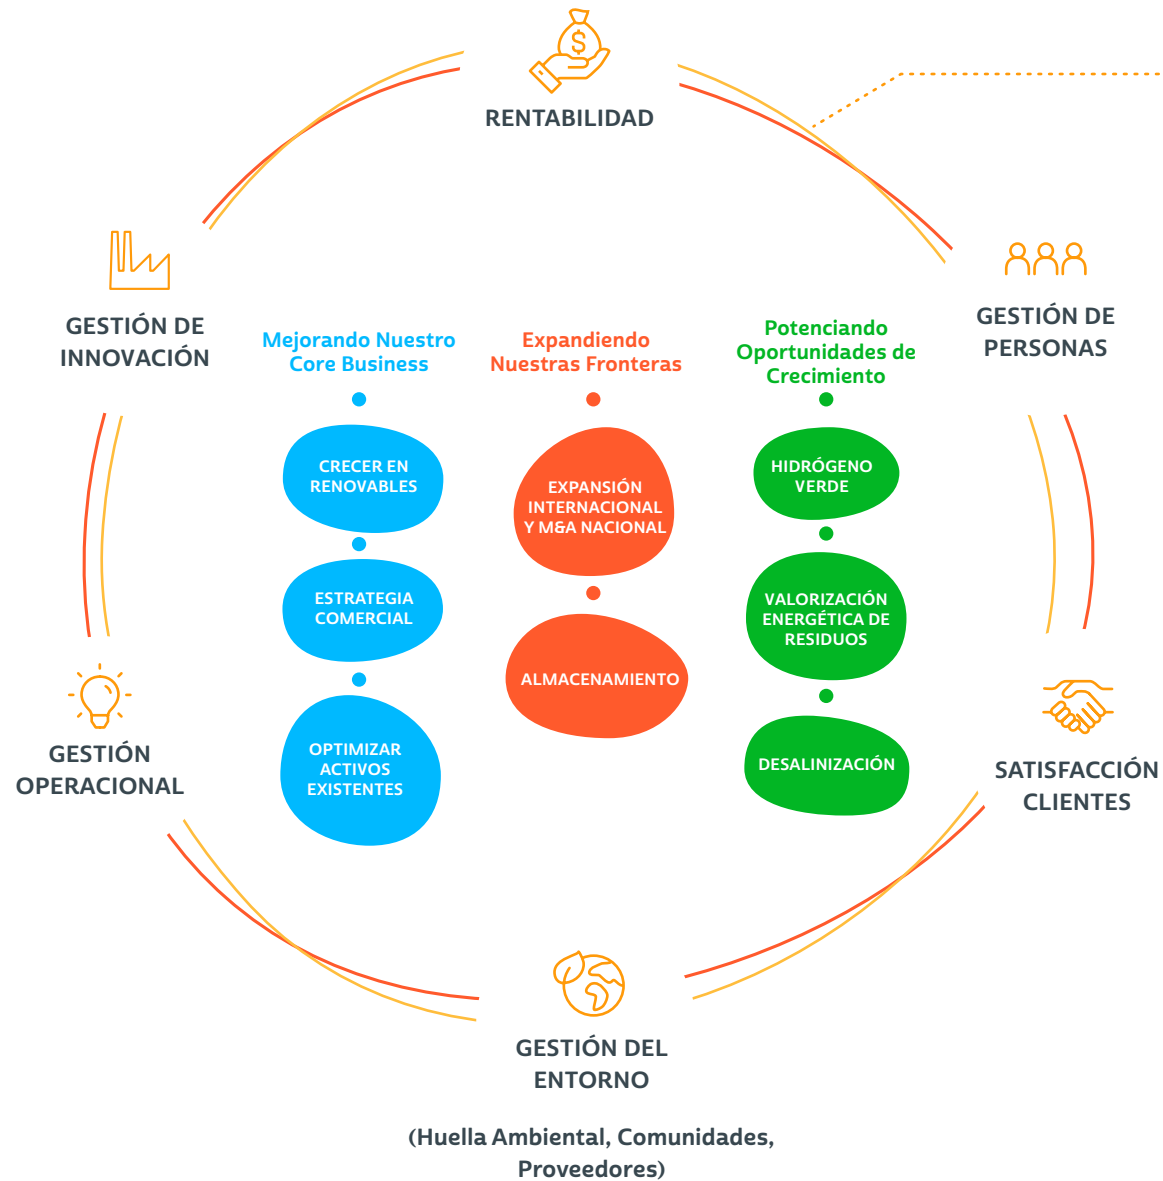 RENTABILIDAD
GESTIÓN DE
INNOVACIÓN
GESTIÓN DE
PERSONAS
Mejorando Nuestro
Core Business
CRECER EN
RENOVABLES
ESTRATEGIA
COMERCIAL
OPTIMIZAR
ACTIVOS
EXISTENTES
Expandiendo
Nuestras Fronteras
EXPANSIÓN
INTERNACIONAL
Y M&A NACIONAL
ALMACENAMIENTO
Potenciando
Oportunidades de
Crecimiento
HIDRÓGENO
VERDE
VALORIZACIÓN
ENERGÉTICA DE
RESIDUOS
DESALINIZACIÓN
GESTIÓN
OPERACIONAL
SATISFACCIÓN
CLIENTES
GESTIÓN DEL
ENTORNO
(Huella Ambiental, Comunidades,
Proveedores)